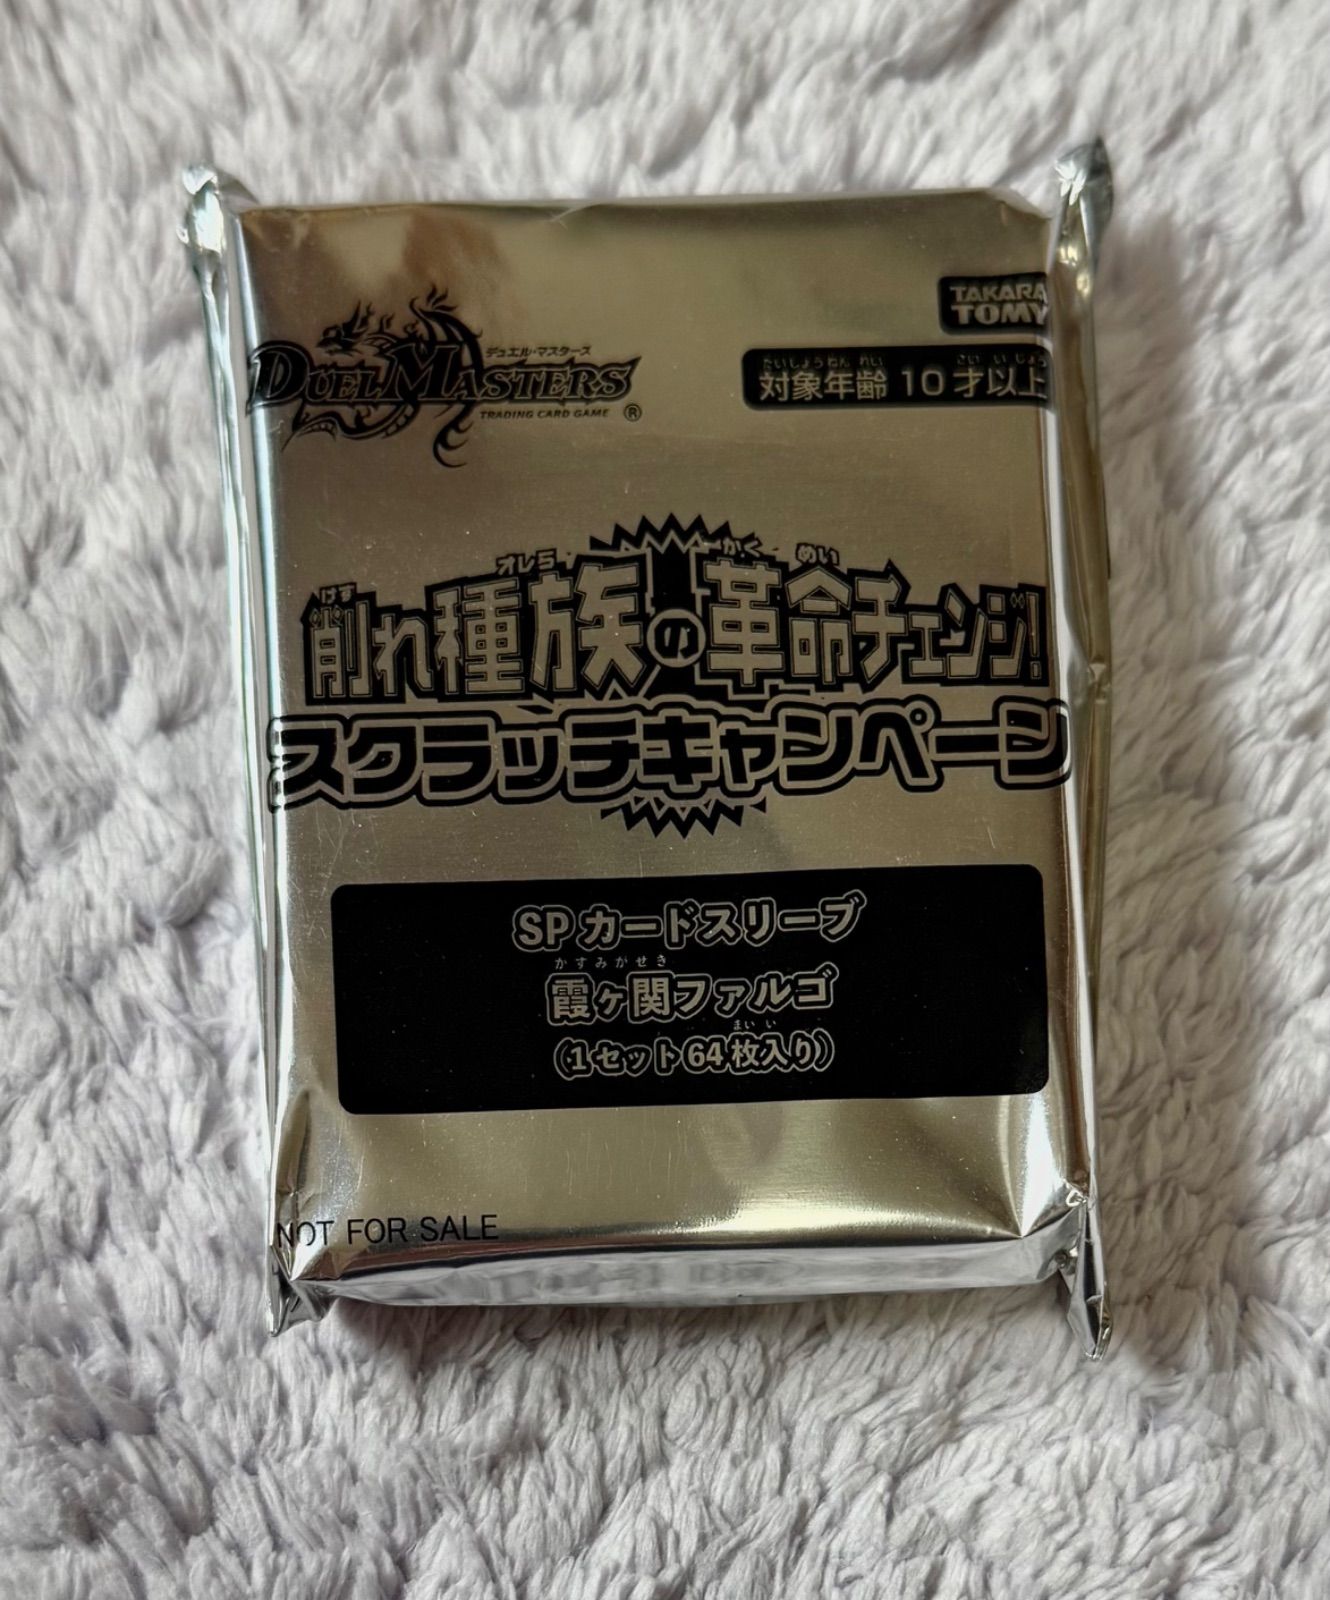 TAKARA
TOMY
デュエル・マスターズ
DUEL MASTERS
TRADING CARD GAME ®
たいしょうねんれい さいいじょう
対象年齢 10才以上
けず オレら かくめい
削れ種族の革命チェンジ!
スクラッチキャンペーン
SPカードスリーブ
かすみがせき
霞ヶ関ファルゴ
まいい
(1セット64枚入り)
NOT FOR SALE